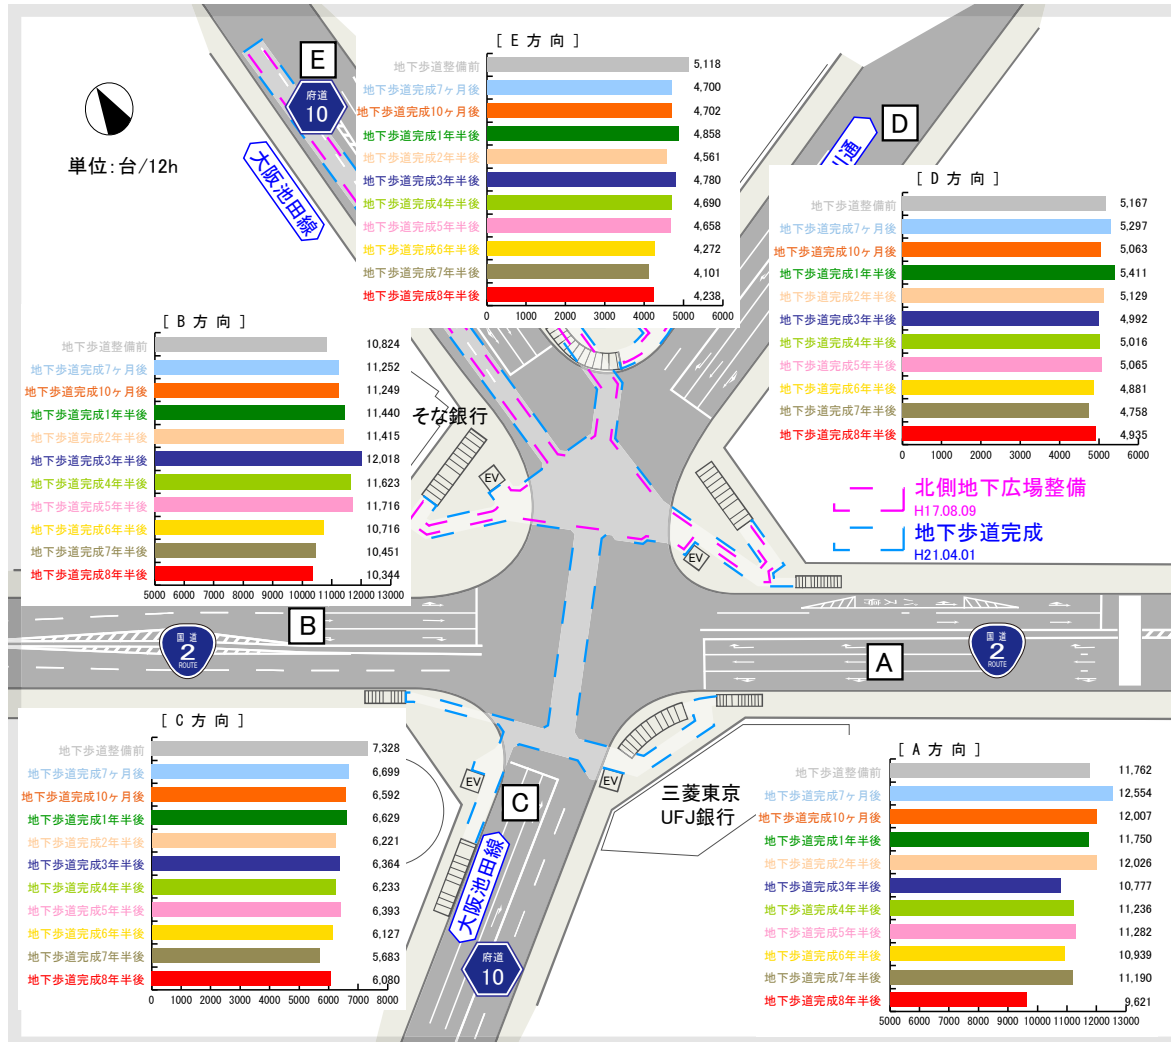 E
府道
10
大阪池田線
単位:台/12h
[ E 方 向 ]
地下歩道整備前 5,118
地下歩道完成7ヶ月後 4,700
地下歩道完成10ヶ月後 4,702
地下歩道完成1年半後 4,858
地下歩道完成2年半後 4,561
地下歩道完成3年半後 4,780
地下歩道完成4年半後 4,690
地下歩道完成5年半後 4,658
地下歩道完成6年半後 4,272
地下歩道完成7年半後 4,101
地下歩道完成8年半後 4,238
0 1000 2000 3000 4000 5000 6000
D
通
[ D 方 向 ]
地下歩道整備前 5,167
地下歩道完成7ヶ月後 5,297
地下歩道完成10ヶ月後 5,063
地下歩道完成1年半後 5,411
地下歩道完成2年半後 5,129
地下歩道完成3年半後 4,992
地下歩道完成4年半後 5,016
地下歩道完成5年半後 5,065
地下歩道完成6年半後 4,881
地下歩道完成7年半後 4,758
地下歩道完成8年半後 4,935
0 1000 2000 3000 4000 5000 6000
[ B 方 向 ]
地下歩道整備前 10,824
地下歩道完成7ヶ月後 11,252
地下歩道完成10ヶ月後 11,249
地下歩道完成1年半後 11,440
地下歩道完成2年半後 11,415
地下歩道完成3年半後 12,018
地下歩道完成4年半後 11,623
地下歩道完成5年半後 11,716
地下歩道完成6年半後 10,716
地下歩道完成7年半後 10,451
地下歩道完成8年半後 10,344
5000 6000 7000 8000 9000 10000 11000 12000 13000
そな銀行
EV
北側地下広場整備
H17.08.09
地下歩道完成
H21.04.01
EV
B
国道
2
ROUTE
A
国道
2
ROUTE
[ C 方 向 ]
地下歩道整備前 7,328
地下歩道完成7ヶ月後 6,699
地下歩道完成10ヶ月後 6,592
地下歩道完成1年半後 6,629
地下歩道完成2年半後 6,221
地下歩道完成3年半後 6,364
地下歩道完成4年半後 6,233
地下歩道完成5年半後 6,393
地下歩道完成6年半後 6,127
地下歩道完成7年半後 5,683
地下歩道完成8年半後 6,080
0 1000 2000 3000 4000 5000 6000 7000 8000
EV
EV
C
大阪池田線
府道
10
三菱東京
UFJ銀行
[ A 方 向 ]
地下歩道整備前 11,762
地下歩道完成7ヶ月後 12,554
地下歩道完成10ヶ月後 12,007
地下歩道完成1年半後 11,750
地下歩道完成2年半後 12,026
地下歩道完成3年半後 10,777
地下歩道完成4年半後 11,236
地下歩道完成5年半後 11,282
地下歩道完成6年半後 10,939
地下歩道完成7年半後 11,190
地下歩道完成8年半後 9,621
5000 6000 7000 8000 9000 10000 11000 12000 13000